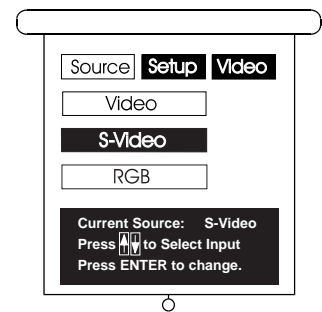 Source Setup Video
Video
S-Video
RGB
Current Source: S-Video
Press to Select Input
Press ENTER to change.